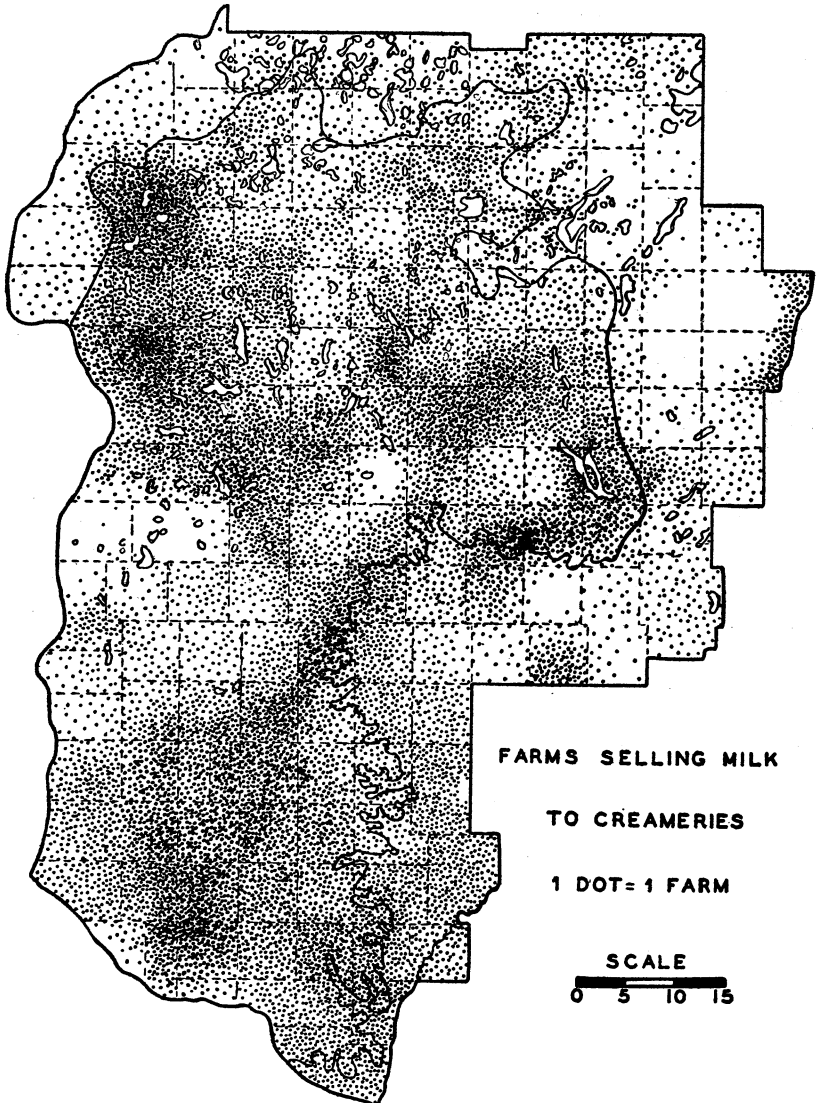 FARMS SELLING MILK
TO CREAMERIES
1 DOT= 1 FARM
SCALE
0 5 10 15